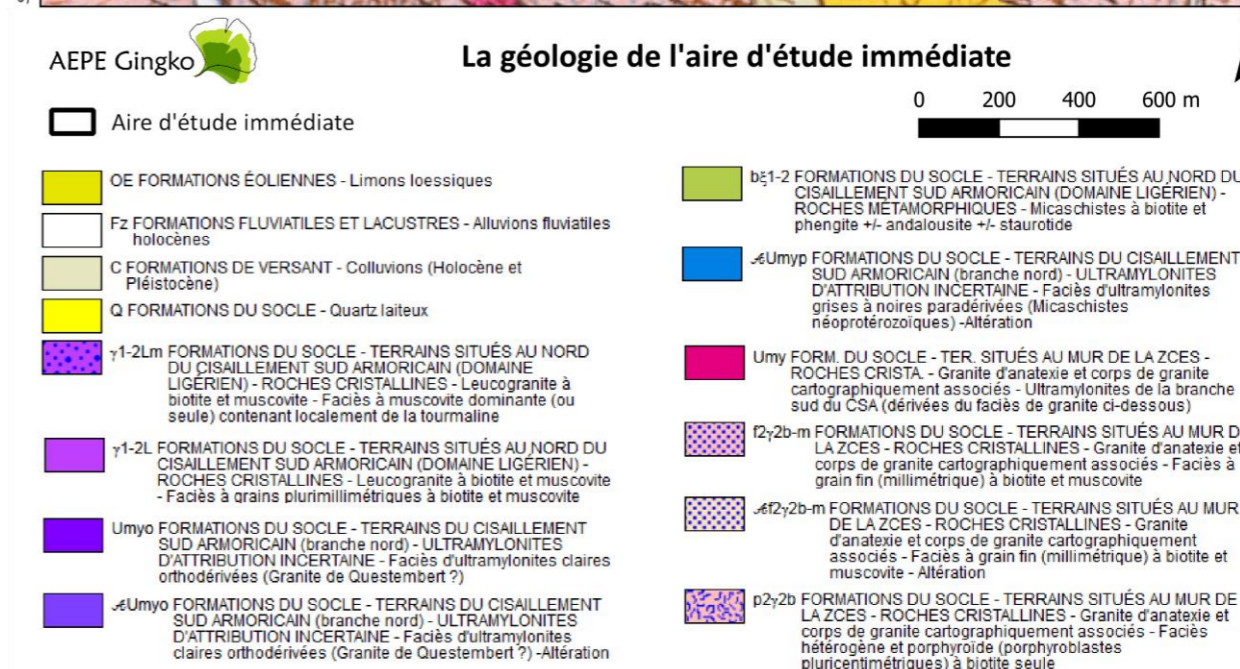 AEPE Gingko
La géologie de l'aire d'étude immédiate
0 200 400 600 m
Aire d'étude immédiate
OE FORMATIONS ÉOLIENNES - Limons loessiques
Fz FORMATIONS FLUVIATILES ET LACUSTRES - Alluvions fluviatiles
holocènes
C FORMATIONS DE VERSANT - Colluvions (Holocène et
Pléistocène)
Q FORMATIONS DU SOCLE - Quartz laiteux
γ1-2Lm FORMATIONS DU SOCLE - TERRAINS SITUÉS AU NORD
DU CISAILLEMENT SUD ARMORICAIN (DOMAINE
LIGÉRIEN) - ROCHES CRISTALLINES - Leucogranite à
biotite et muscovite - Faciès à muscovite dominante (ou
seule) contenant localement de la tourmaline
γ1-2L FORMATIONS DU SOCLE - TERRAINS SITUÉS AU NORD DU
CISAILLEMENT SUD ARMORICAIN (DOMAINE LIGÉRIEN) -
ROCHES CRISTALLINES - Leucogranite à biotite et muscovite
- Faciès à grains plurimillimétriques à biotite et muscovite
Umyo FORMATIONS DU SOCLE - TERRAINS DU CISAILLEMENT
SUD ARMORICAIN (branche nord) - ULTRAMYLONITES
D'ATTRIBUTION INCERTAINE - Faciès d'ultramylonites claires
orthodérivées (Granite de Questembert ?)
Umyo FORMATIONS DU SOCLE - TERRAINS DU CISAILLEMENT
SUD ARMORICAIN (branche nord) - ULTRAMYLONITES
D'ATTRIBUTION INCERTAINE - Faciès d'ultramylonites
claires orthodérivées (Granite de Questembert ?) -Altération
bξ1-2 FORMATIONS DU SOCLE - TERRAINS SITUÉS AU NORD DU
CISAILLEMENT SUD ARMORICAIN (DOMAINE LIGÉRIEN) -
ROCHES MÉTAMORPHIQUES - Micaschistes à biotite et
phengite +/- andalousite +/- staurotide
Umyp FORMATIONS DU SOCLE - TERRAINS DU CISAILLEMENT
SUD ARMORICAIN (branche nord) - ULTRAMYLONITES
D'ATTRIBUTION INCERTAINE - Faciès d'ultramylonites
grises à noires paradérivées (Micaschistes
néoprotérozoïques) -Altération
Umy FORM. DU SOCLE - TER. SITUÉS AU MUR DE LA ZCES -
ROCHES CRISTA. - Granite d'anatexie et corps de granite
cartographiquement associés - Ultramylonites de la branche
sud du CSA (dérivées du faciès de granite ci-dessous)
f2γ2b-m FORMATIONS DU SOCLE - TERRAINS SITUÉS AU MUR D
LA ZCES - ROCHES CRISTALLINES - Granite d'anatexie et
corps de granite cartographiquement associés - Faciès à
grain fin (millimétrique) à biotite et muscovite
f2γ2b-m FORMATIONS DU SOCLE - TERRAINS SITUÉS AU MUR
DE LA ZCES - ROCHES CRISTALLINES - Granite
d'anatexie et corps de granite cartographiquement
associés - Faciès à grain fin (millimétrique) à biotite et
muscovite - Altération
p2γ2b FORMATIONS DU SOCLE - TERRAINS SITUÉS AU MUR DE
LA ZCES - ROCHES CRISTALLINES - Granite d'anatexie et
corps de granite cartographiquement associés - Faciès
hétérogène et porphyroïde (porphyroblastes
pluricentimétriques) à biotite seule